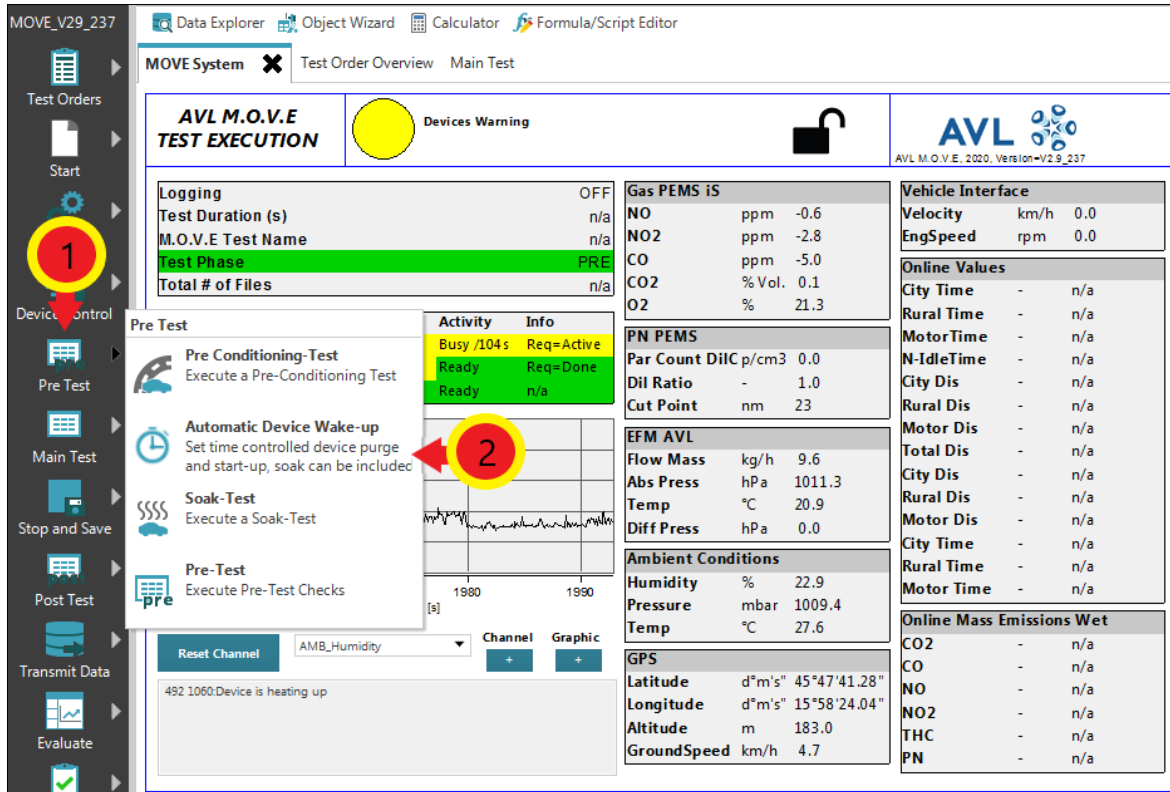 MOVE_V29_237
Data Explorer Object Wizard Calculator Formula/Script Editor
MOVE System Test Order Overview Main Test
Test Orders
Start
Device Control
Pre Test
Main Test
Stop and Save
Post Test
Transmit Data
Evaluate
1
AVL M.O.V.E
TEST EXECUTION
Devices Warning
AVL
AVL M.O.V.E, 2020, Version=V2.9_237
Logging OFF
Test Duration (s) n/a
M.O.V.E Test Name n/a
Test Phase PRE
Total # of Files n/a
Activity Info
Busy /104 s Req=Active
Ready Req=Done
Ready n/a
Pre Test
Pre Conditioning-Test
Execute a Pre-Conditioning Test
Automatic Device Wake-up
Set time controlled device purge
and start-up, soak can be included
2
Soak-Test
Execute a Soak-Test
Pre-Test
Execute Pre-Test Checks
pre
1980 1990
[s]
Reset Channel
AMB_Humidity
Channel Graphic
+ +
492 1060:Device is heating up
Gas PEMS iS
NO ppm -0.6
NO2 ppm -2.8
CO ppm -5.0
CO2 % Vol. 0.1
O2 % 21.3
PN PEMS
Par Count DilC p/cm3 0.0
Dil Ratio - 1.0
Cut Point nm 23
EFM AVL
Flow Mass kg/h 9.6
Abs Press hPa 1011.3
Temp °C 20.9
Diff Press hPa 0.0
Ambient Conditions
Humidity % 22.9
Pressure mbar 1009.4
Temp °C 27.6
GPS
Latitude d°m's" 45°47'41.28"
Longitude d°m's" 15°58'24.04"
Altitude m 183.0
GroundSpeed km/h 4.7
Vehicle Interface
Velocity km/h 0.0
EngSpeed rpm 0.0
Online Values
City Time - n/a
Rural Time - n/a
MotorTime - n/a
N-IdleTime - n/a
City Dis - n/a
Rural Dis - n/a
Motor Dis - n/a
Total Dis - n/a
City Dis - n/a
Rural Dis - n/a
Motor Dis - n/a
City Time - n/a
Rural Time - n/a
Motor Time - n/a
Online Mass Emissions Wet
CO2 - n/a
CO - n/a
NO - n/a
NO2 - n/a
THC - n/a
PN - n/a